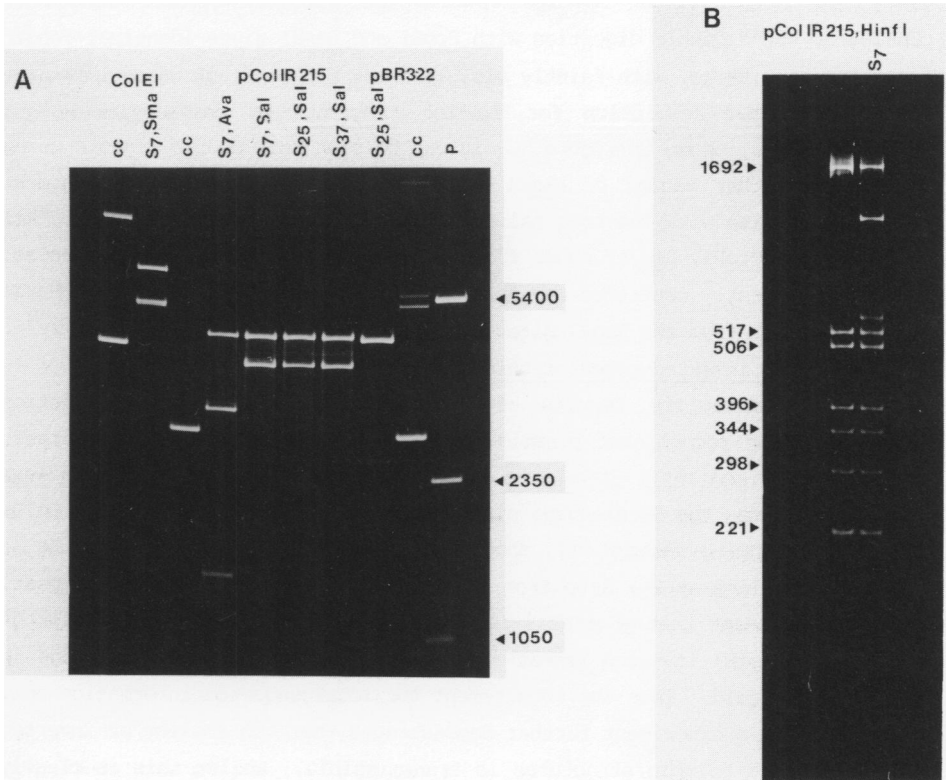 A
ColEI
pColIR215
pBR322
cc
S7,Sma
cc
S7,Ava
S7,Sal
S25,Sal
S37,Sal
S25,Sal
cc
P
◄5400
◄2350
◄1050
B
pColIR215,HinfI
S7
1692►
517►
506►
396►
344►
298►
221►